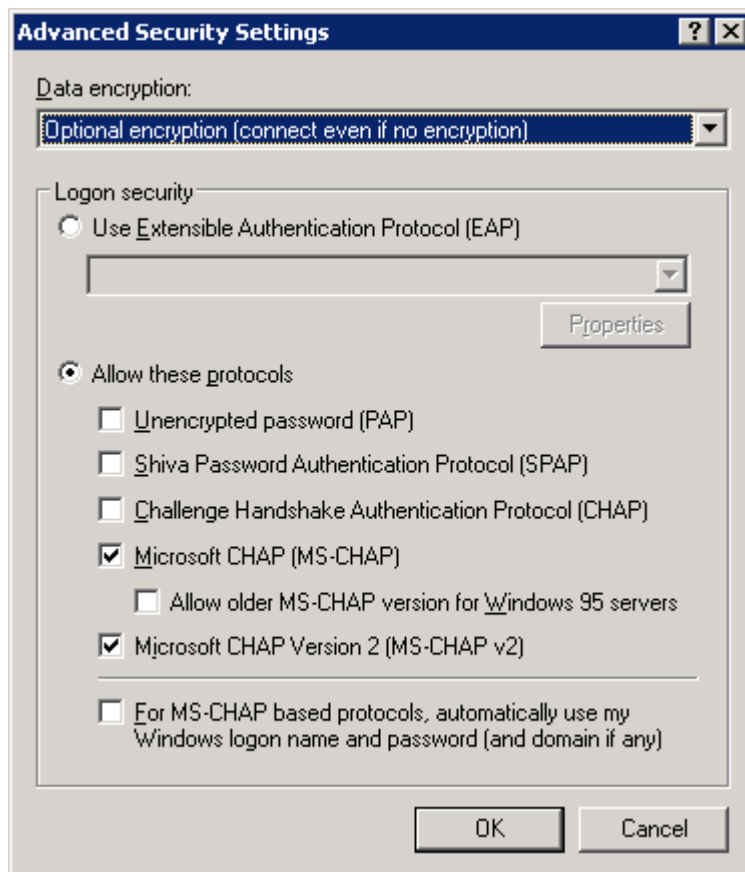 Advanced Security Settings
Data encryption:
Optional encryption (connect even if no encryption)
Logon security
Use Extensible Authentication Protocol (EAP)
Properties
Allow these protocols
Unencrypted password (PAP)
Shiva Password Authentication Protocol (SPAP)
Challenge Handshake Authentication Protocol (CHAP)
Microsoft CHAP (MS-CHAP)
Allow older MS-CHAP version for Windows 95 servers
Microsoft CHAP Version 2 (MS-CHAP v2)
For MS-CHAP based protocols, automatically use my
Windows logon name and password (and domain if any)
OK Cancel